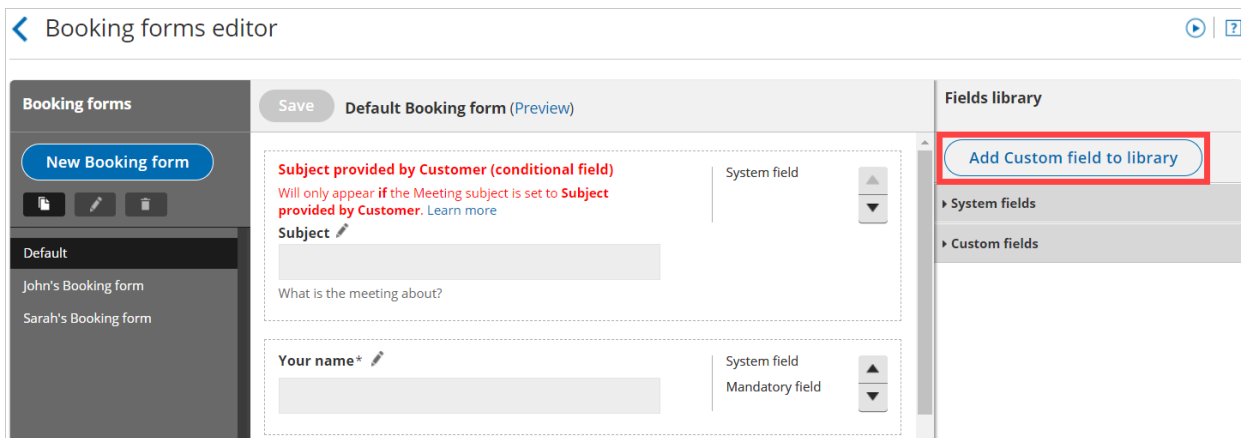 Booking forms editor
?
Booking forms
New Booking form
Default
John's Booking form
Sarah's Booking form
Save
Default Booking form (Preview)
Subject provided by Customer (conditional field)
Will only appear if the Meeting subject is set to Subject
provided by Customer. Learn more
Subject
What is the meeting about?
System field
Your name*
System field
Mandatory field
Fields library
Add Custom field to library
System fields
Custom fields